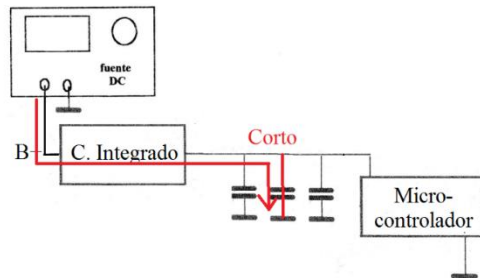 fuente
DC
Corto
B
C. Integrado
Micro-
controlador